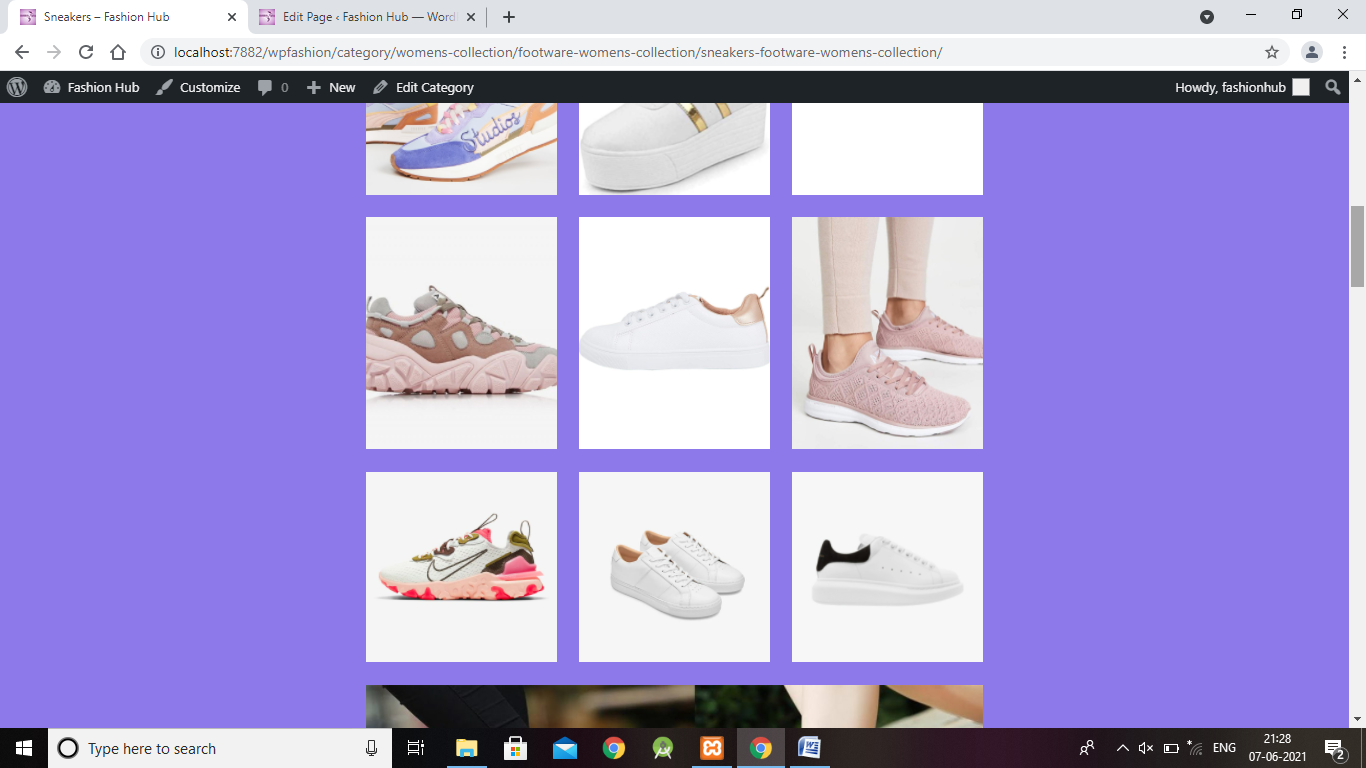 Sneakers – Fashion Hub
Edit Page ‹ Fashion Hub — Word
localhost:7882/wpfashion/category/womens-collection/footware-womens-collection/sneakers-footware-womens-collection/
Fashion Hub Customize 0 New Edit Category Howdy, fashionhub
Studios
Type here to search
ENG
21:28
07-06-2021
2